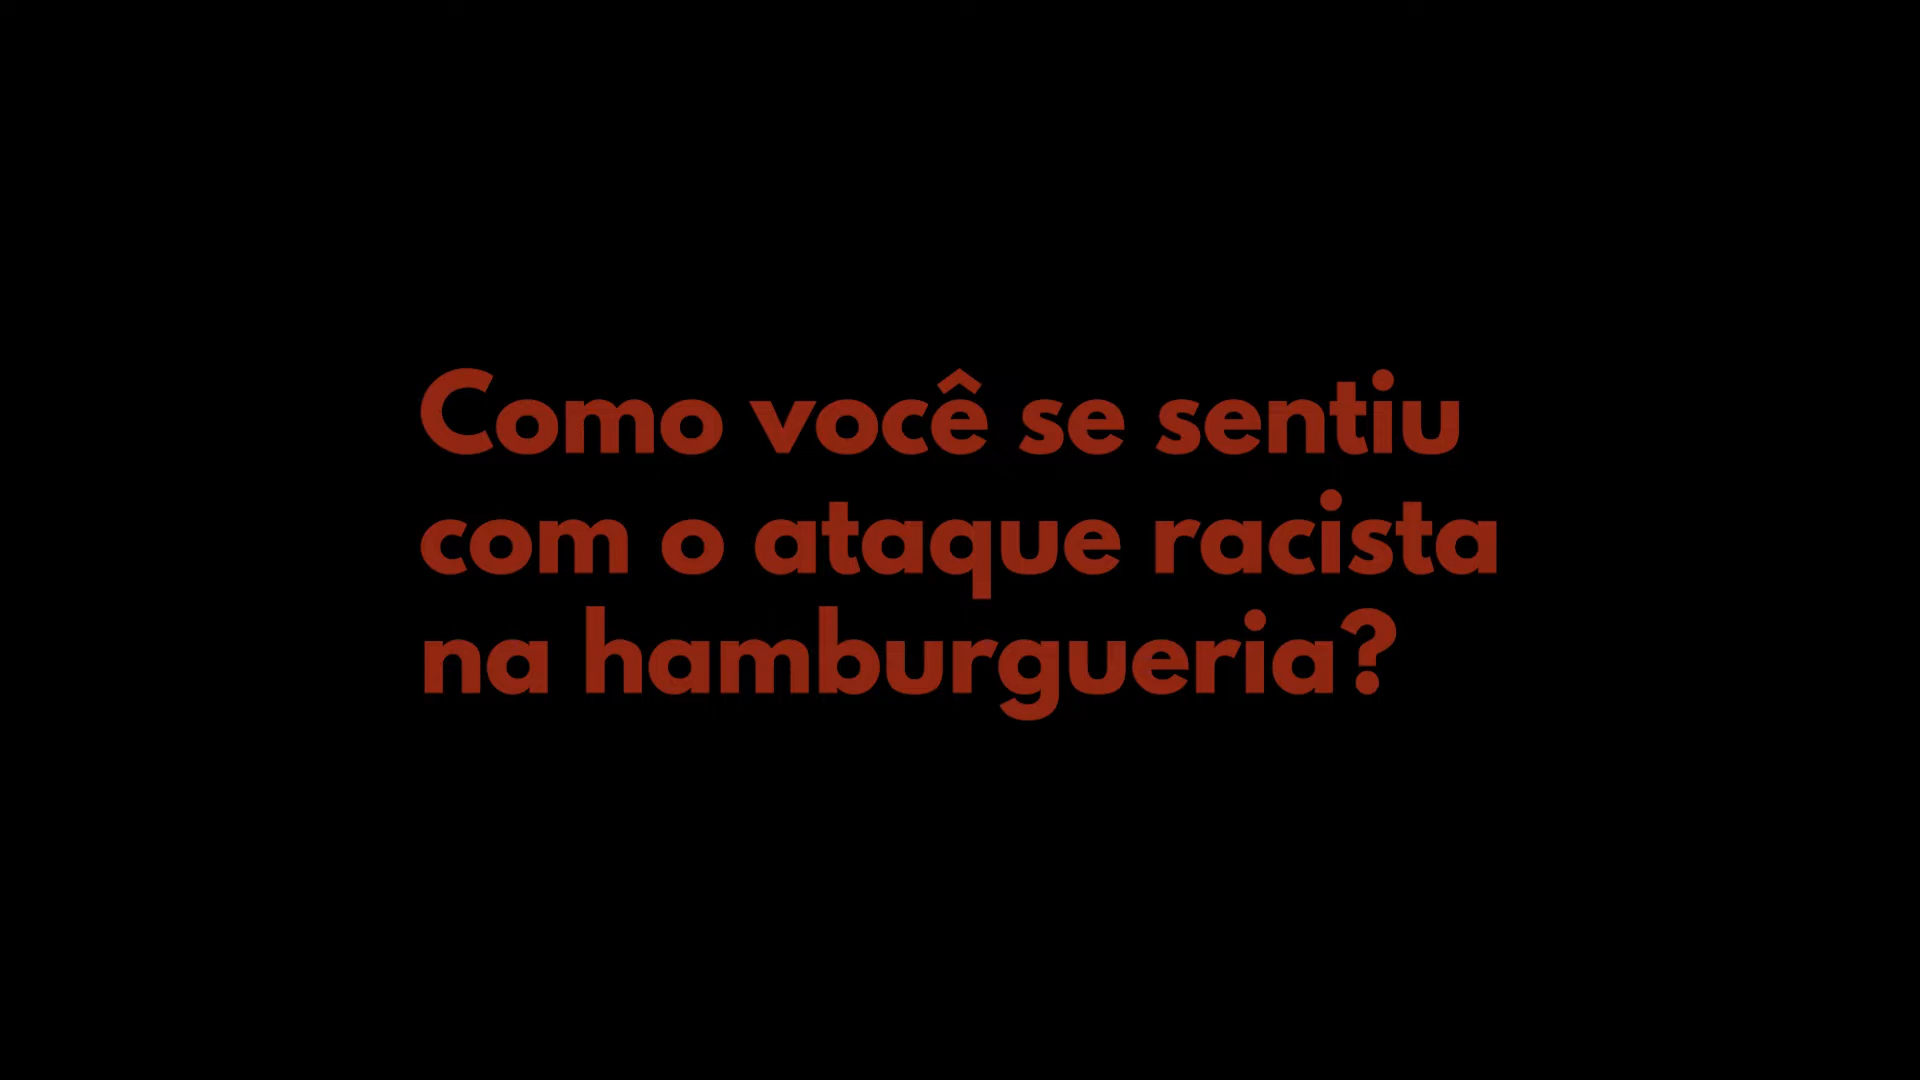 Como você se sentiu
com o ataque racista
na hamburgueria?